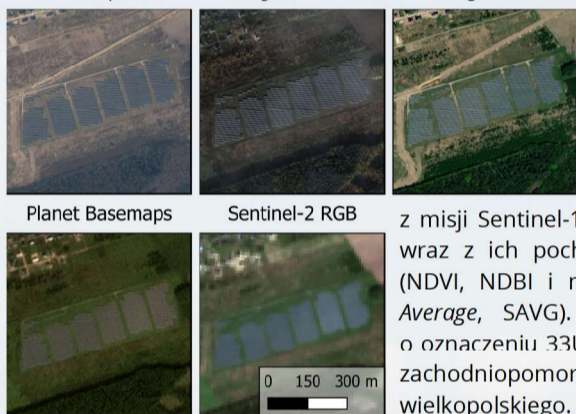 Planet Basemaps
Sentinel-2 RGB
z misji Sentinel-1
wraz z ich poch
(NDVI, NDBI i
Average, SAVG).
o oznaczeniu 33U
zachodniopomor
wielkopolskiego.
0 150 300 m